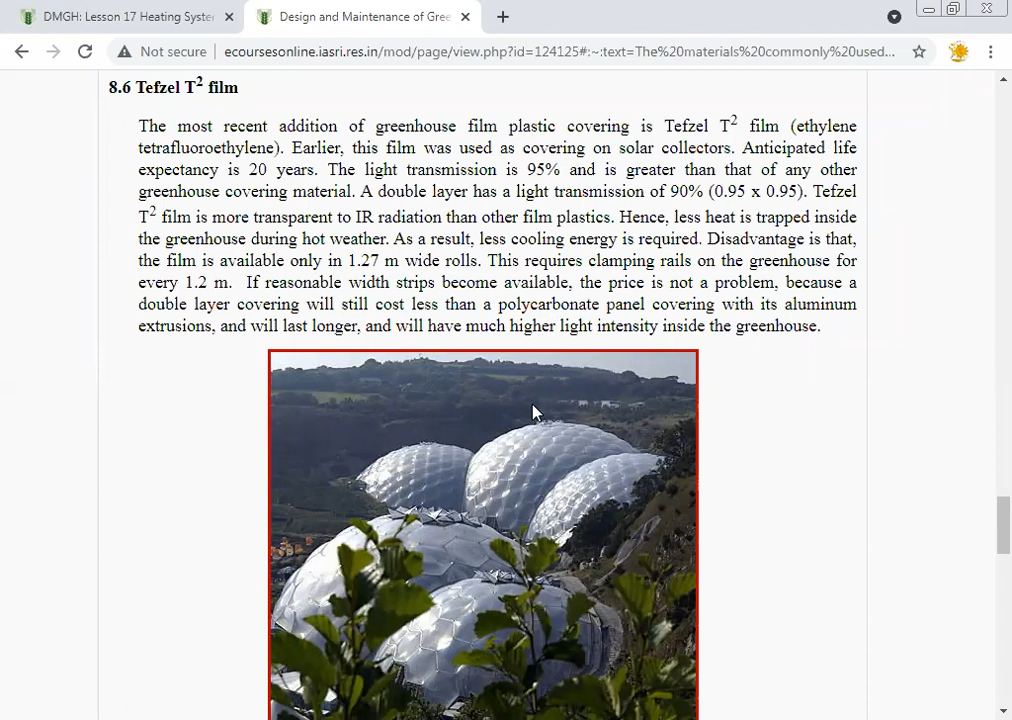 DMGH: Lesson 17 Heating Syste
Design and Maintenance of Gree
Not secure
ecoursesonline.iasri.res.in/mod/page/view.php?id=124125#:~:text=The%20materials%20commonly%20used...
8.6 Tefzel T2 film
The most recent addition of greenhouse film plastic covering is Tefzel T2 film (ethylene
tetrafluoroethylene). Earlier, this film was used as covering on solar collectors. Anticipated life
expectancy is 20 years. The light transmission is 95% and is greater than that of any other
greenhouse covering material. A double layer has a light transmission of 90% (0.95 x 0.95). Tefzel
T2 film is more transparent to IR radiation than other film plastics. Hence, less heat is trapped inside
the greenhouse during hot weather. As a result, less cooling energy is required. Disadvantage is that,
the film is available only in 1.27 m wide rolls. This requires clamping rails on the greenhouse for
every 1.2 m. If reasonable width strips become available, the price is not a problem, because a
double layer covering will still cost less than a polycarbonate panel covering with its aluminum
extrusions, and will last longer, and will have much higher light intensity inside the greenhouse.